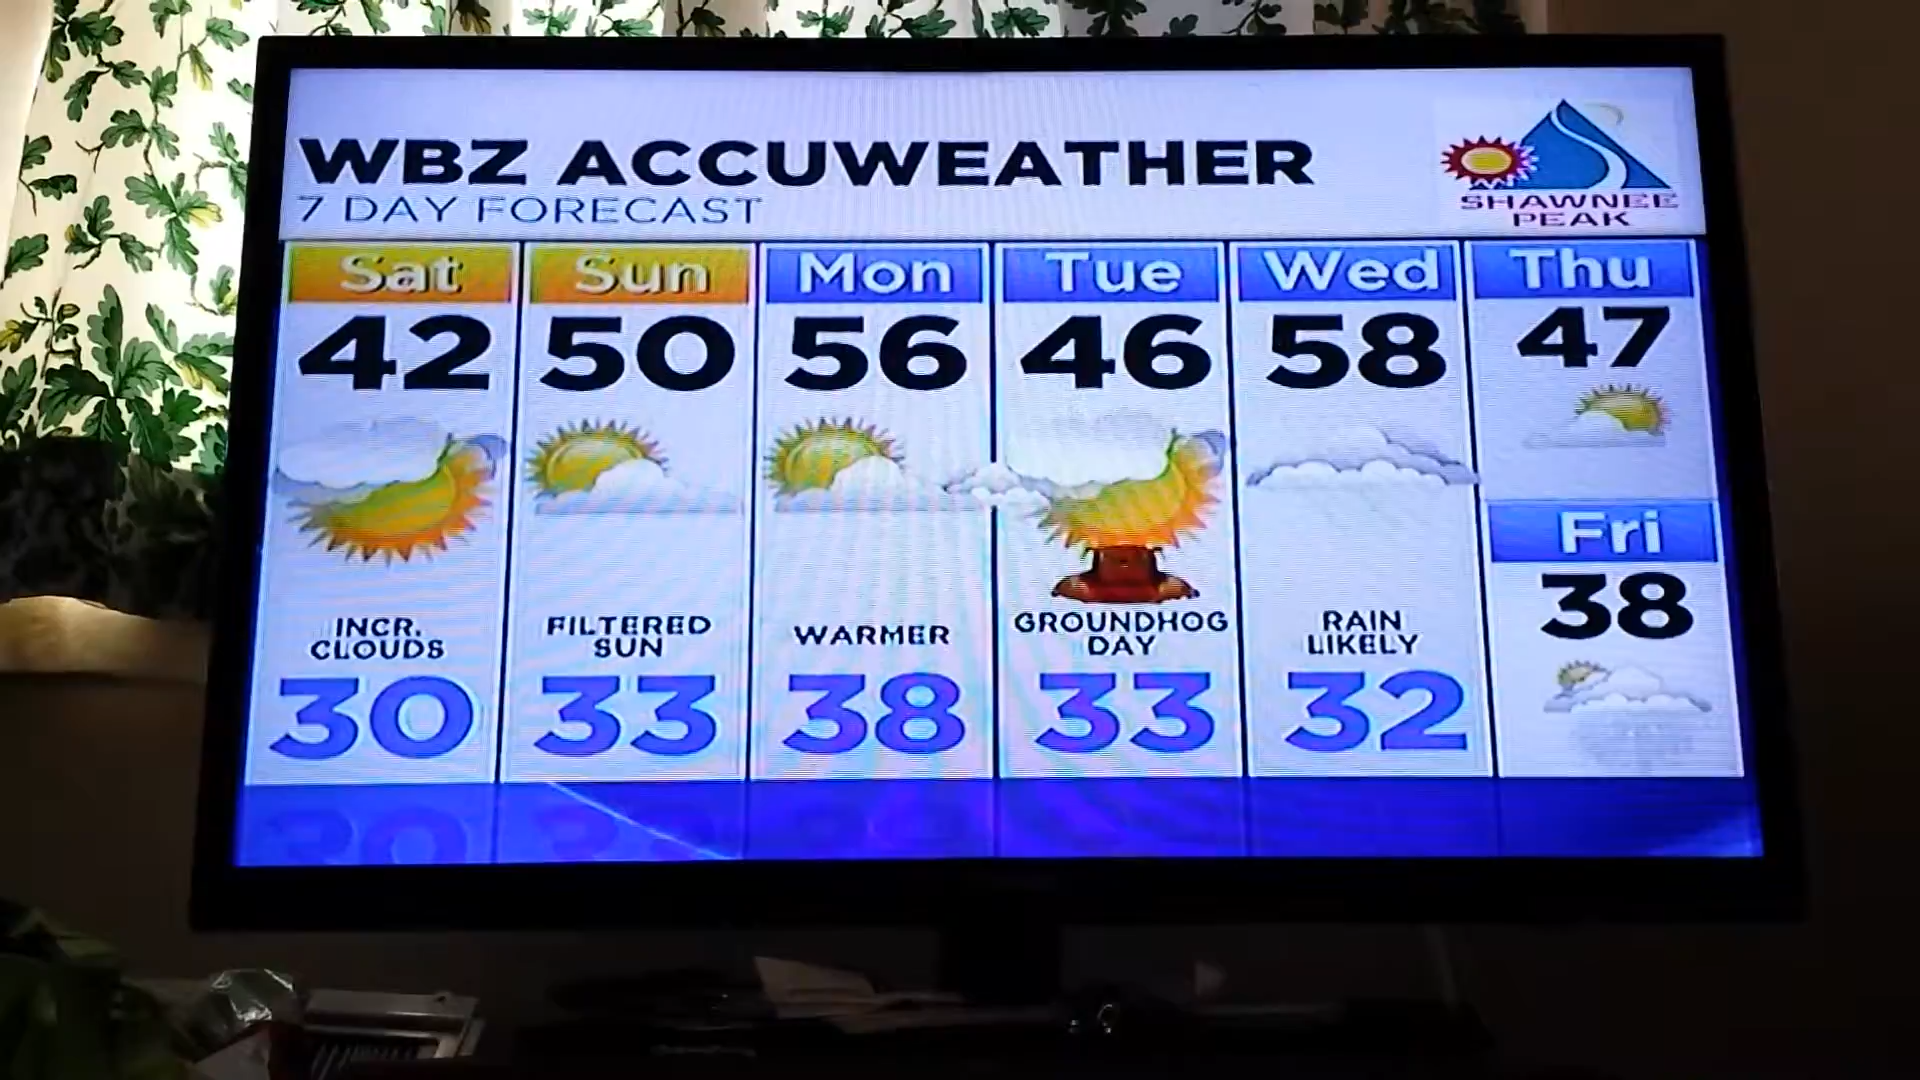 WBZ ACCUWEATHER
7 DAY FORECAST
SHAWNEE
PEAK
Sat
42
INCR.
CLOUDS
30
Sun
50
FILTERED
SUN
33
Mon
56
WARMER
38
Tue
46
GROUNDHOG
DAY
33
Wed
58
RAIN
LIKELY
32
Thu
47
Fri
38